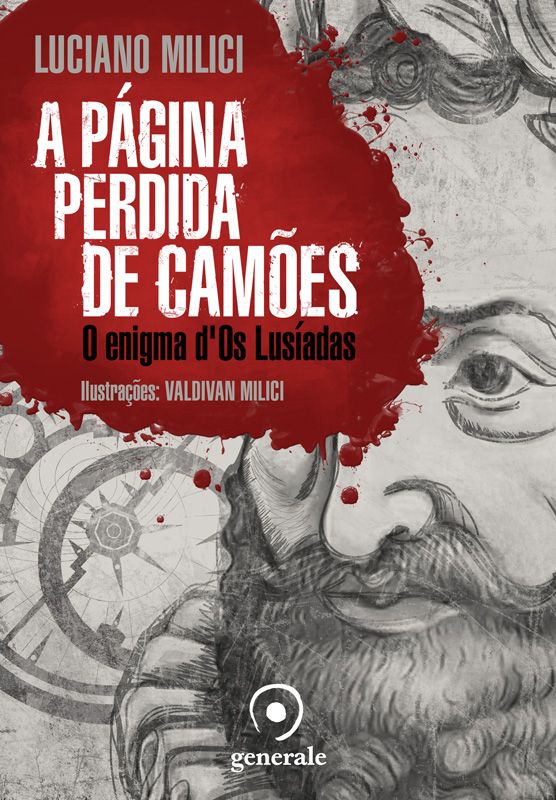 LUCIANO MILICI
A PÁGINA
PERDIDA
DE CAMÕES
O enigma d'Os Lusíadas
Ilustrações: VALDIVAN MILICI
generale